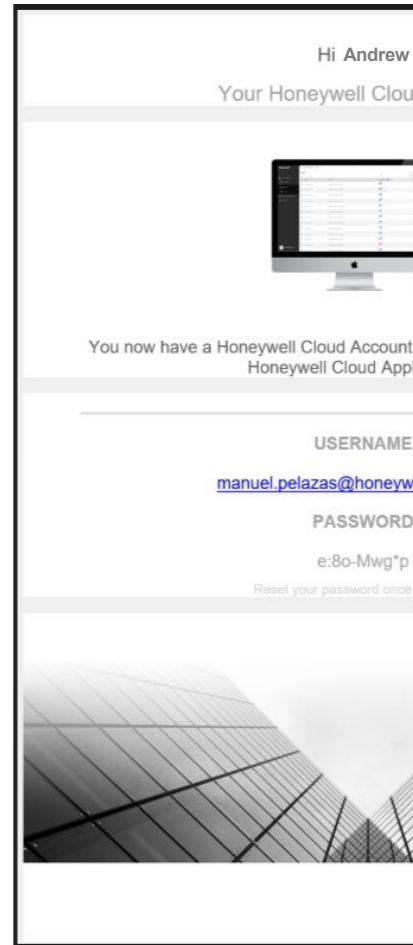 Hi Andrew
Your Honeywell Clou
You now have a Honeywell Cloud Account
Honeywell Cloud Appl
USERNAME
manuel.pelazas@honeyw
PASSWORD
e:8o-Mwg*p
Reset your password once